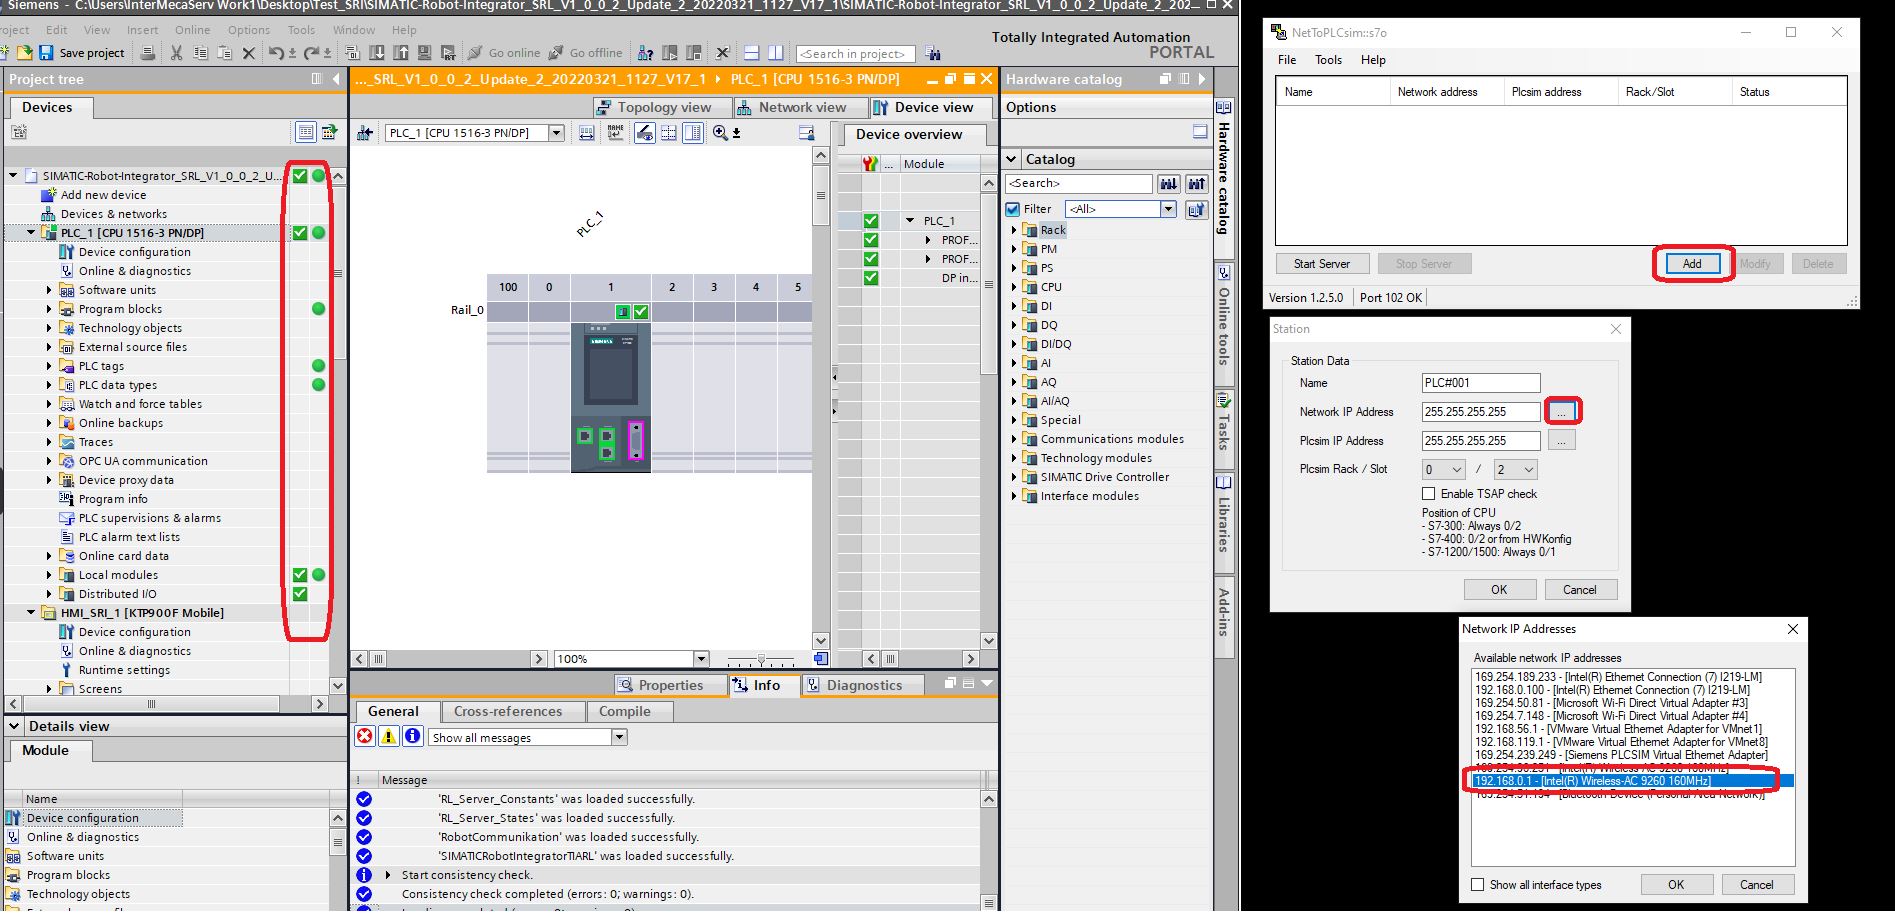 Siemens - C:\Users\InterMecaServ Work1\Desktop\Test_SRI\SIMATIC-Robot-Integrator_SRL_V1_0_0_2_Update_2_20220321_1127_V17_1\SIMATIC-Robot-Integrator_SRL_V1_0_0_2_Update_2_202...
Project Edit View Insert Online Options Tools Window Help
Totally Integrated Automation
PORTAL
Save project
Go online
Go offline
<Search in project>
Project tree
Devices
SIMATIC-Robot-Integrator_SRL_V1_0_0_2_U...
Add new device
Devices & networks
PLC_1 [CPU 1516-3 PN/DP]
Device configuration
Online & diagnostics
Software units
Program blocks
Technology objects
External source files
PLC tags
PLC data types
Watch and force tables
Online backups
Traces
OPC UA communication
Device proxy data
Program info
PLC supervisions & alarms
PLC alarm text lists
Online card data
Local modules
Distributed I/O
HMI_SRI_1 [KTP900F Mobile]
Device configuration
Online & diagnostics
Runtime settings
Screens
Details view
Module
Name
Device configuration
Online & diagnostics
Software units
Program blocks
Technology objects
..._SRL_V1_0_0_2_Update_2_20220321_1127_V17_1 PLC_1 [CPU 1516-3 PN/DP]
Topology view
Network view
Device view
PLC_1 [CPU 1516-3 PN/DP]
NAME
PLC_1
100 0 1 2 3 4 5
Rail_0
SIEMENS
100%
Device overview
... Module
PLC_1
PROF...
PROF...
DP in...
Properties
Info
Diagnostics
General
Cross-references
Compile
Show all messages
! Message
'RL_Server_Constants' was loaded successfully.
'RL_Server_States' was loaded successfully.
'RobotCommunikation' was loaded successfully.
'SIMATICRobotIntegratorTIARL' was loaded successfully.
Start consistency check.
Consistency check completed (errors: 0; warnings: 0).
Hardware catalog
Options
Catalog
<Search>
Filter
<All>
Rack
PM
PS
CPU
DI
DQ
DI/DQ
AI
AQ
AI/AQ
Special
Communications modules
Technology modules
SIMATIC Drive Controller
Interface modules
Hardware catalog
Online tools
Tasks
Libraries
Add-ins
NetToPLCsim::s7o
File Tools Help
Name Network address Plcsim address Rack/Slot Status
Start Server
Stop Server
Add
Modify
Delete
Version 1.2.5.0 Port 102 OK
Station
Station Data
Name PLC#001
Network IP Address 255.255.255.255 ...
Plcsim IP Address 255.255.255.255 ...
Plcsim Rack / Slot 0 / 2
Enable TSAP check
Position of CPU
- S7-300: Always 0/2
- S7-400: 0/2 or from HWKonfig
- S7-1200/1500: Always 0/1
OK
Cancel
Network IP Addresses
Available network IP addresses
169.254.189.233 - [Intel(R) Ethernet Connection (7) I219-LM]
192.168.0.100 - [Intel(R) Ethernet Connection (7) I219-LM]
169.254.50.81 - [Microsoft Wi-Fi Direct Virtual Adapter #3]
169.254.7.148 - [Microsoft Wi-Fi Direct Virtual Adapter #4]
192.168.56.1 - [VMware Virtual Ethernet Adapter for VMnet1]
192.168.119.1 - [VMware Virtual Ethernet Adapter for VMnet8]
169.254.239.249 - [Siemens PLCSIM Virtual Ethernet Adapter]
192.168.0.1 - [Intel(R) Wireless-AC 9260 160MHz]
Show all interface types
OK
Cancel